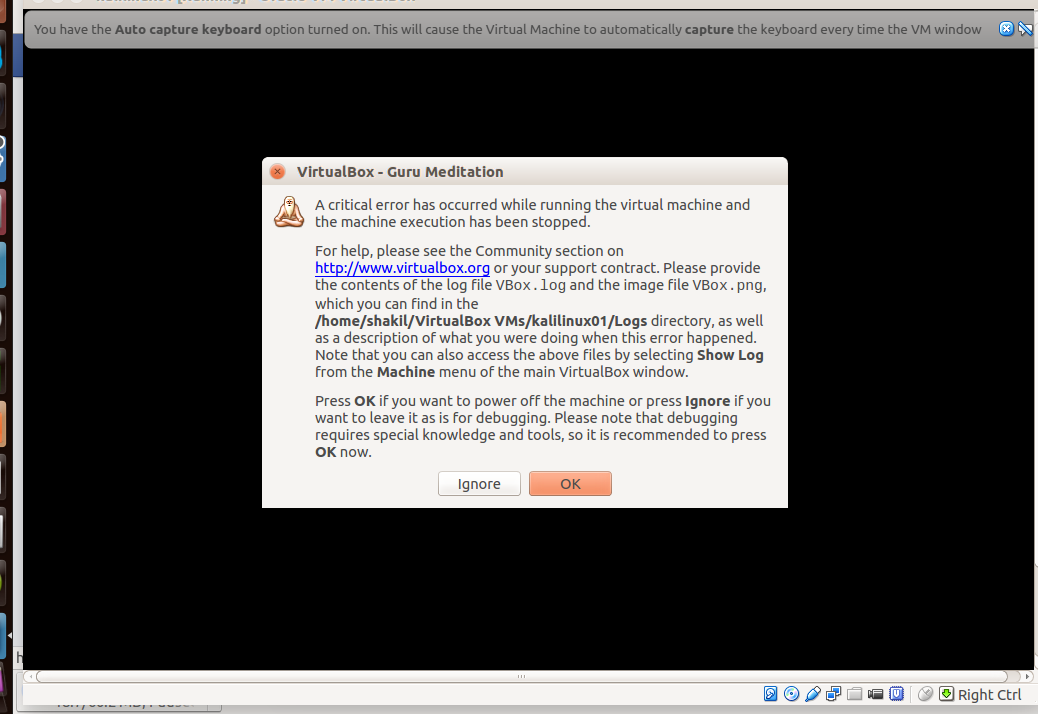 You have the Auto capture keyboard option turned on. This will cause the Virtual Machine to automatically capture the keyboard every time the VM window
VirtualBox - Guru Meditation
A critical error has occurred while running the virtual machine and
the machine execution has been stopped.
For help, please see the Community section on
http://www.virtualbox.org or your support contract. Please provide
the contents of the log file VBox.log and the image file VBox.png,
which you can find in the
/home/shakil/VirtualBox VMs/kalilinux01/Logs directory, as well
as a description of what you were doing when this error happened.
Note that you can also access the above files by selecting Show Log
from the Machine menu of the main VirtualBox window.
Press OK if you want to power off the machine or press Ignore if you
want to leave it as is for debugging. Please note that debugging
requires special knowledge and tools, so it is recommended to press
OK now.
Ignore OK
Right Ctrl